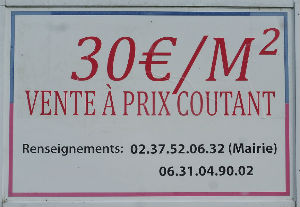 30€/M²
VENTE À PRIX COUTANT
Renseignements: 02.37.52.06.32 (Mairie)
06.31.04.90.02